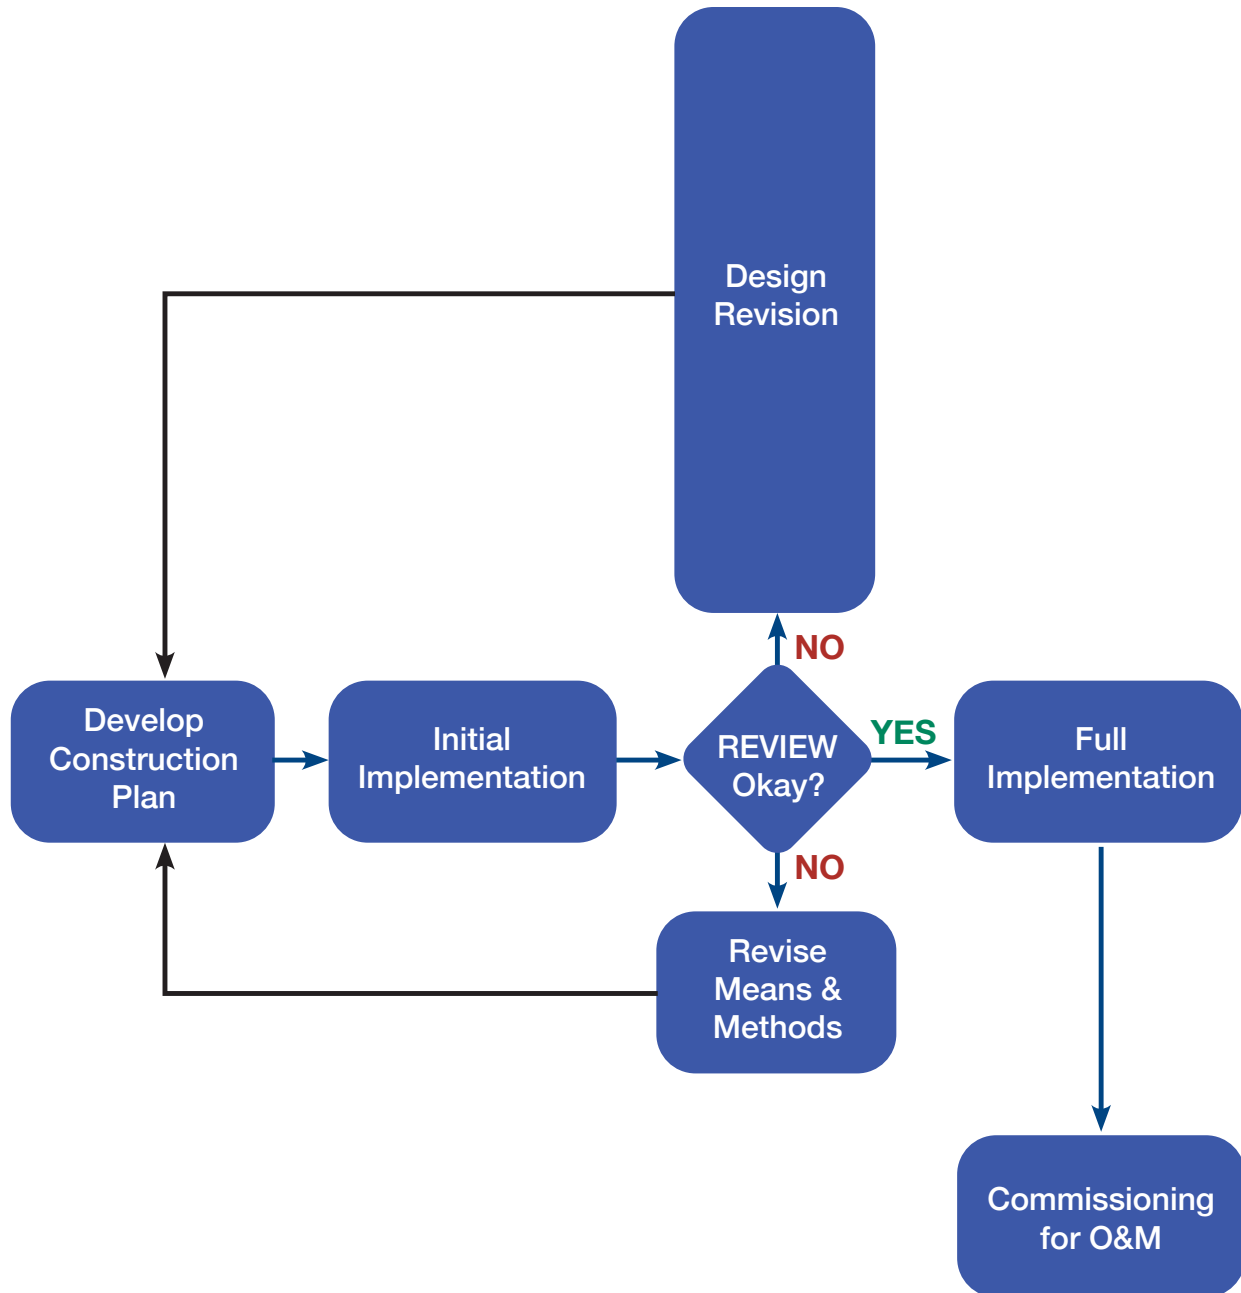 Design
Revision
NO
Develop
Construction
Plan
Initial
Implementation
REVIEW
Okay?
YES
Full
Implementation
NO
Revise
Means &
Methods
Commissioning
for O&M